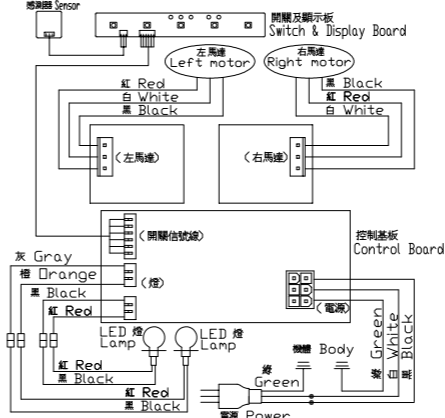 感測器 Sensor
開關及顯示板
Switch & Display Board
左馬達
Left motor
右馬達
Right motor
紅 Red
白 White
黑 Black
黑 Black
紅 Red
白 White
(左馬達)
(右馬達)
(開關信號線)
控制基板
Control Board
灰 Gray
橙 Orange
(燈)
黑 Black
紅 Red
(電源)
LED 燈
Lamp
LED 燈
Lamp
機體 Body
綠 Green
白 White
黑 Black
紅 Red
黑 Black
綠
Green
紅 Red
黑 Black
電源 Power